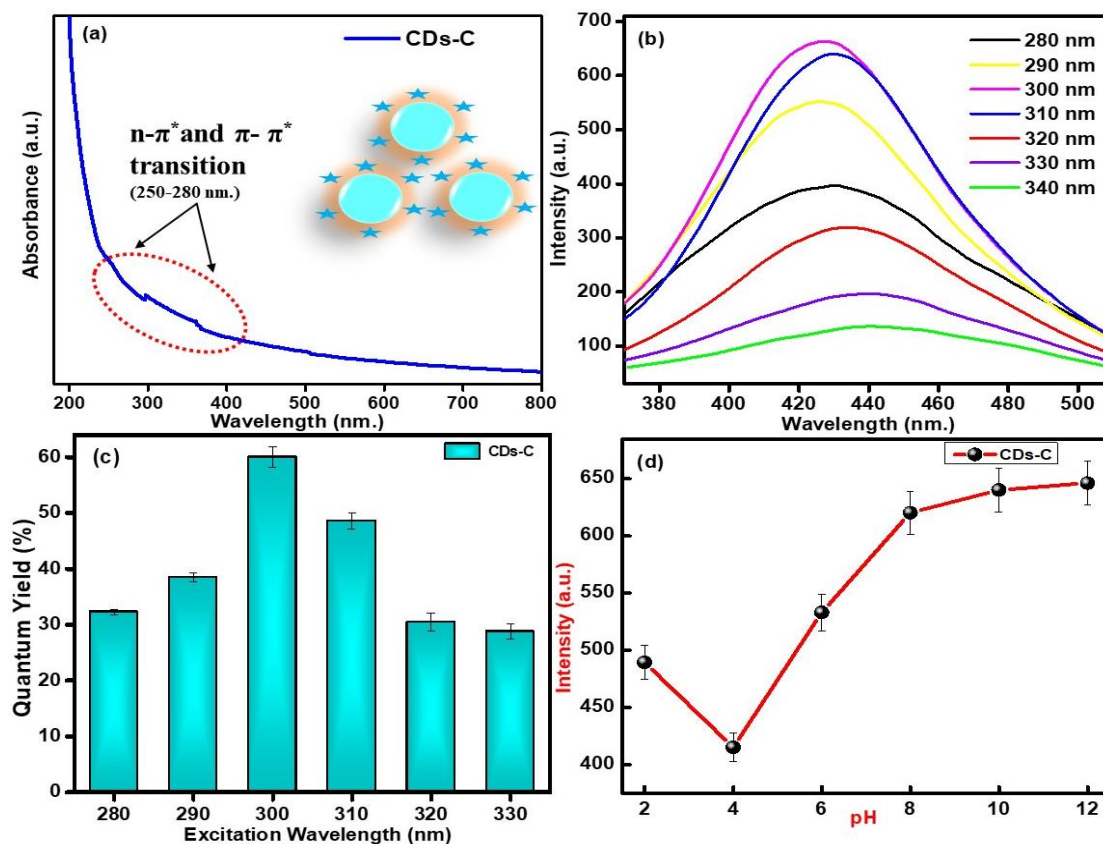 (a)
CDs-C
n-π* and π- π*
transition
(250-280 nm.)
Absorbance (a.u.)
200 300 400 500 600 700 800
Wavelength (nm.)
(b)
280 nm
290 nm
300 nm
310 nm
320 nm
330 nm
340 nm
Intensity (a.u.)
700
600
500
400
300
200
100
380 400 420 440 460 480 500
Wavelength (nm.)
(c)
CDs-C
Quantum Yield (%)
60
50
40
30
20
10
0
280 290 300 310 320 330
Excitation Wavelength (nm)
(d)
CDs-C
Intensity (a.u.)
650
600
550
500
450
400
2 4 6 8 10 12
pH